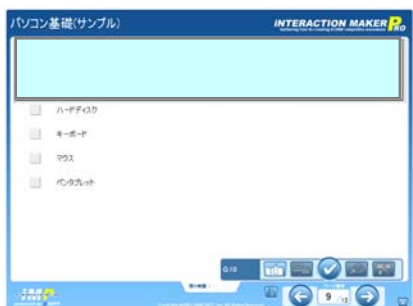 パソコン基礎(サンプル)
INTERACTION MAKER PRO
ハードディスク
キーボード
マウス
ペンタブレット
Q.10
9